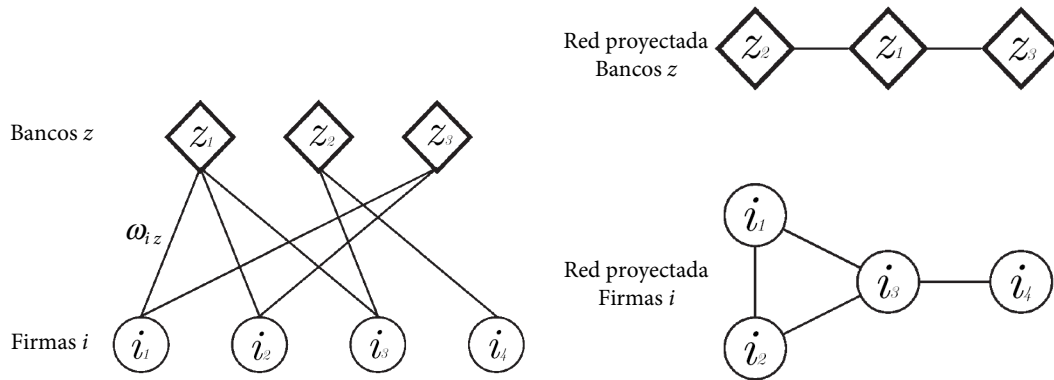 Bancos z
z1 z2 z3
ωiz
Firmas i
i1 i2 i3 i4
Red proyectada
Bancos z
z2 z1 z3
Red proyectada
Firmas i
i1
i3 i4
i2